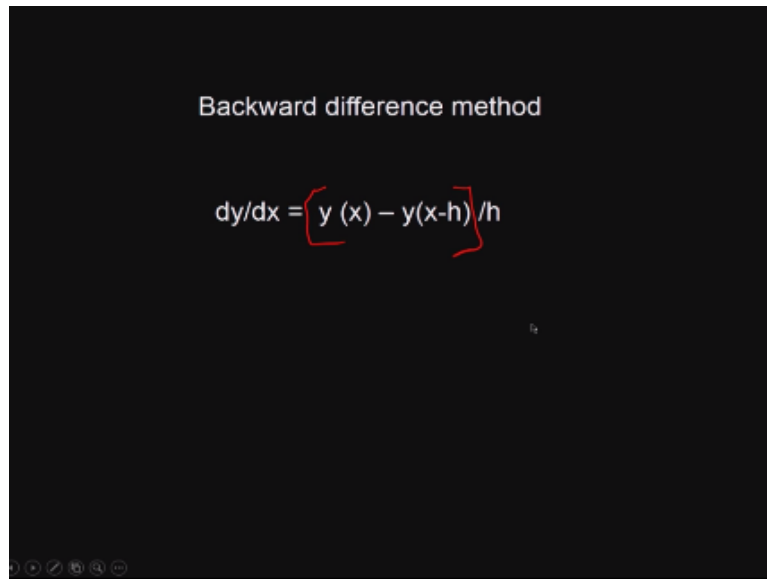 Backward difference method
dy/dx = [ y (x) – y(x-h) ] /h